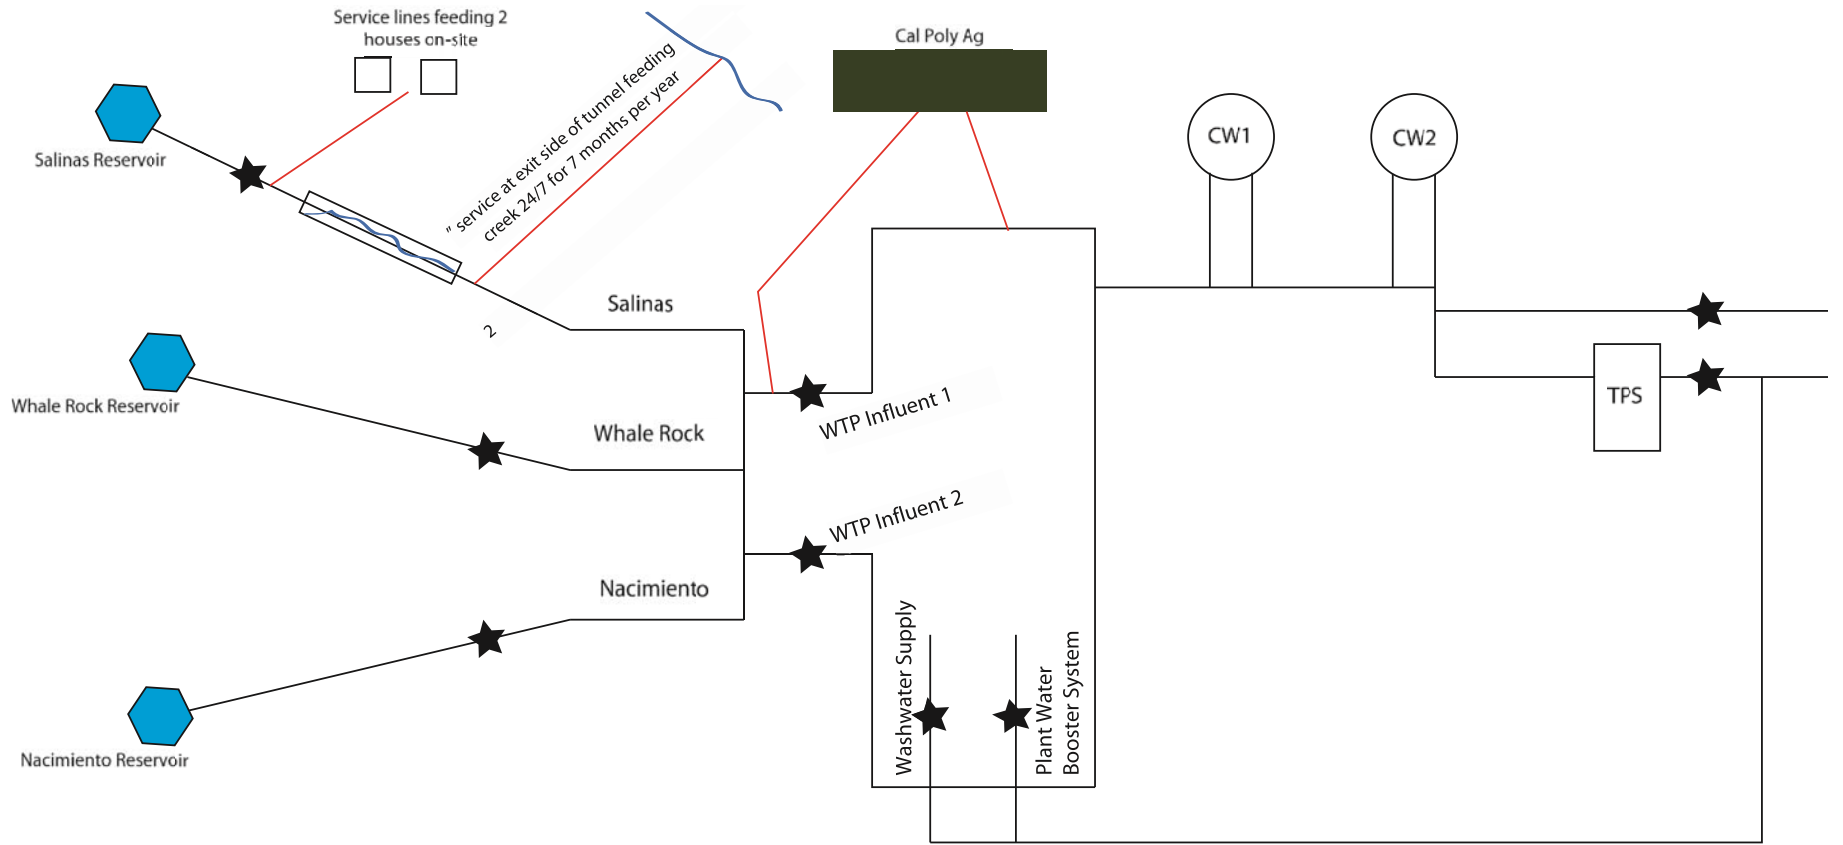 Service lines feeding 2
houses on-site
Cal Poly Ag
" service at exit side of tunnel feeding
creek 24/7 for 7 months per year
2
CW1
CW2
Salinas Reservoir
Salinas
Whale Rock Reservoir
TPS
WTP Influent 1
Whale Rock
WTP Influent 2
Nacimiento
Nacimiento Reservoir
Washwater Supply
Plant Water
Booster System